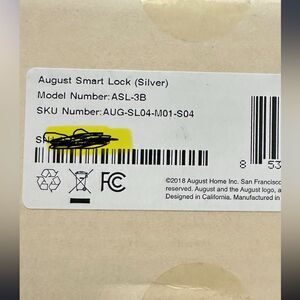 August Smart Lock (Silver)
Model Number:ASL-3B
SKU Number:AUG-SL04-M01-S04
8 53
FC
©2018 August Home Inc. San Francisco
reserved. August and the August logo, a
Designed in California. Manufactured in